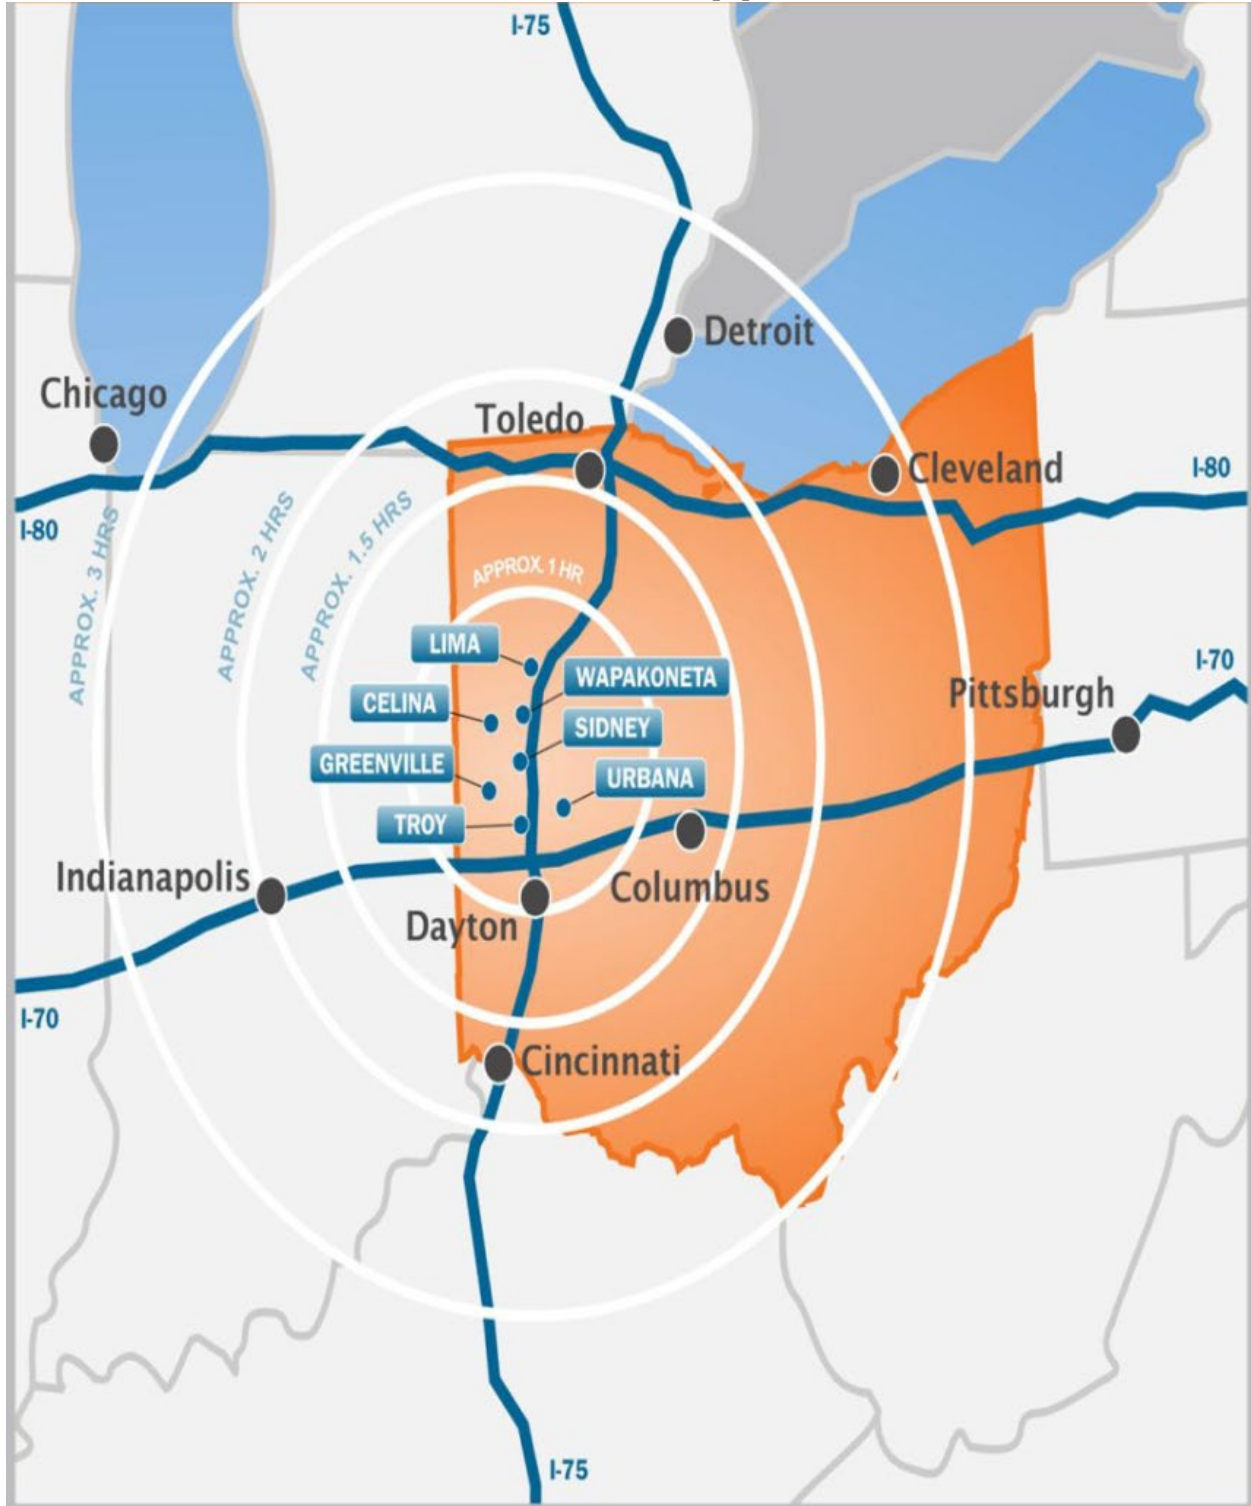 I-75
Detroit
Chicago
Toledo
Cleveland
I-80
I-80
APPROX. 3 HRS
APPROX. 2 HRS
APPROX. 1.5 HRS
APPROX. 1 HR
LIMA
WAPAKONETA
CELINA
SIDNEY
GREENVILLE
URBANA
TROY
I-70
Pittsburgh
Indianapolis
Columbus
Dayton
I-70
Cincinnati
I-75